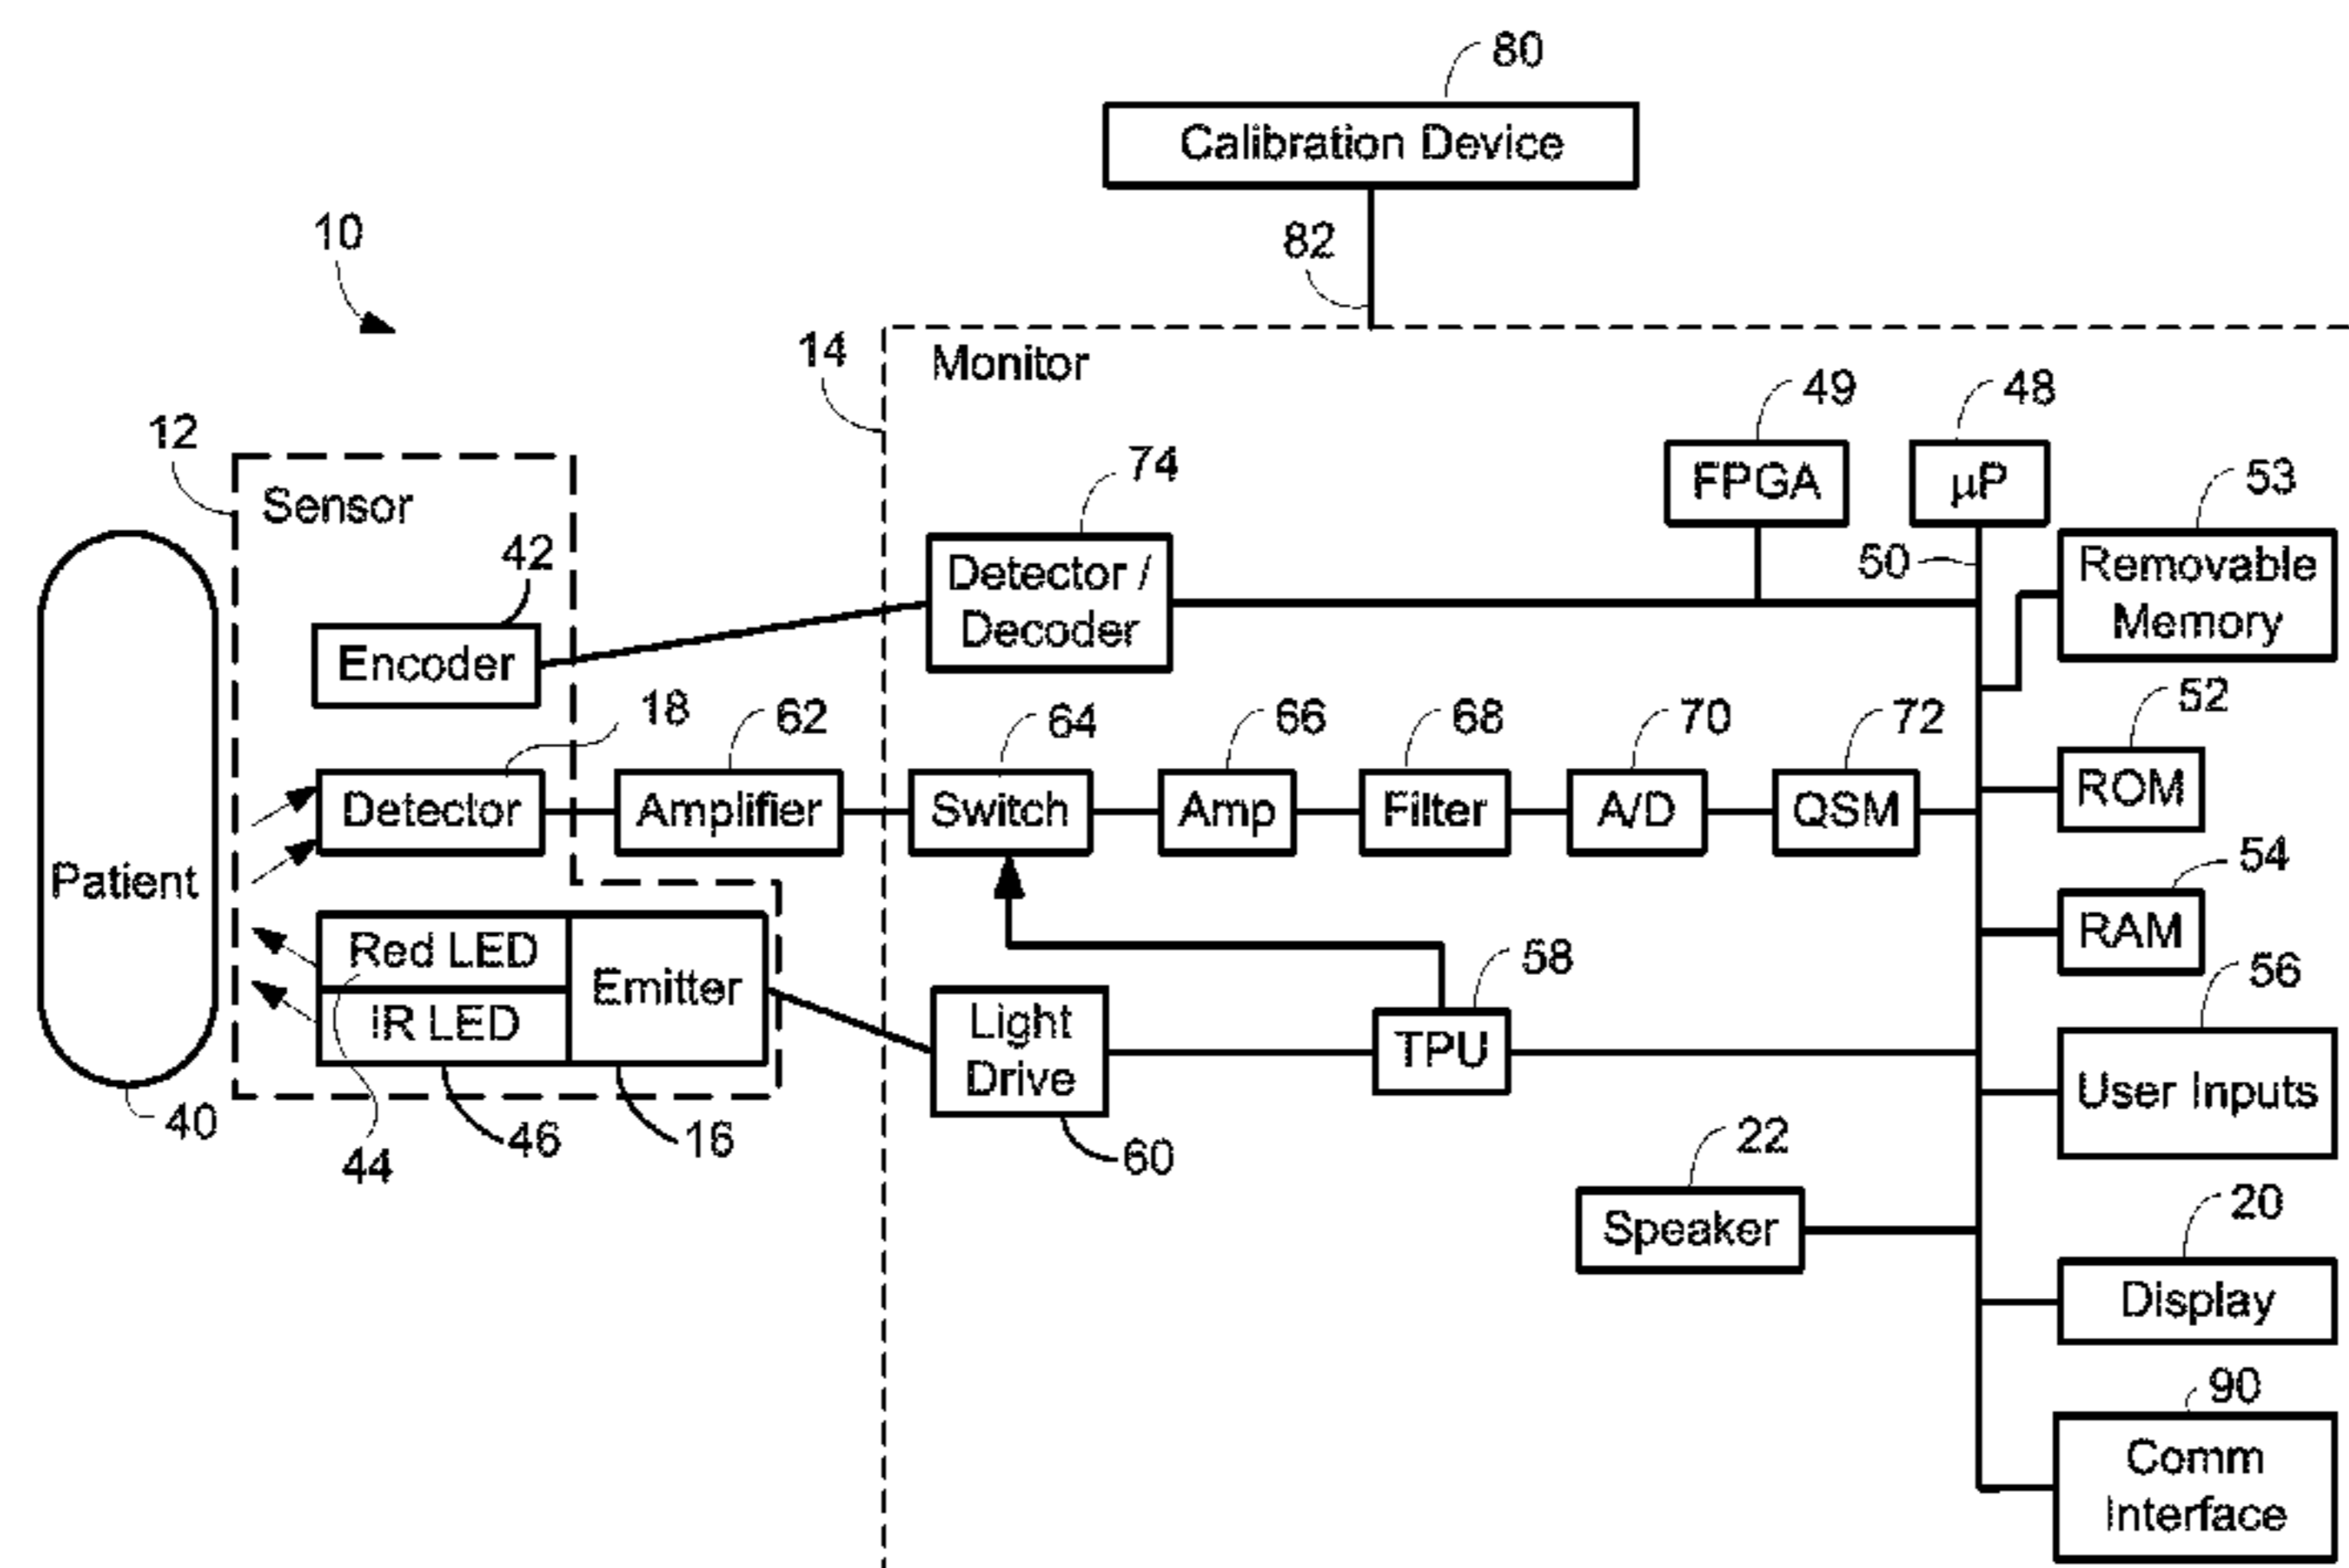 80
Calibration Device
10
82
14
Monitor
49
48
12
74
FPGA
µP
53
Sensor
42
Detector /
Decoder
50
Removable
Memory
Encoder
18
62
64
66
68
70
72
52
Detector
Amplifier
Switch
Amp
Filter
A/D
QSM
ROM
54
Patient
Red LED
Emitter
58
RAM
56
IR LED
Light
Drive
TPU
User Inputs
40
44
46
16
60
22
Speaker
20
Display
90
Comm
Interface